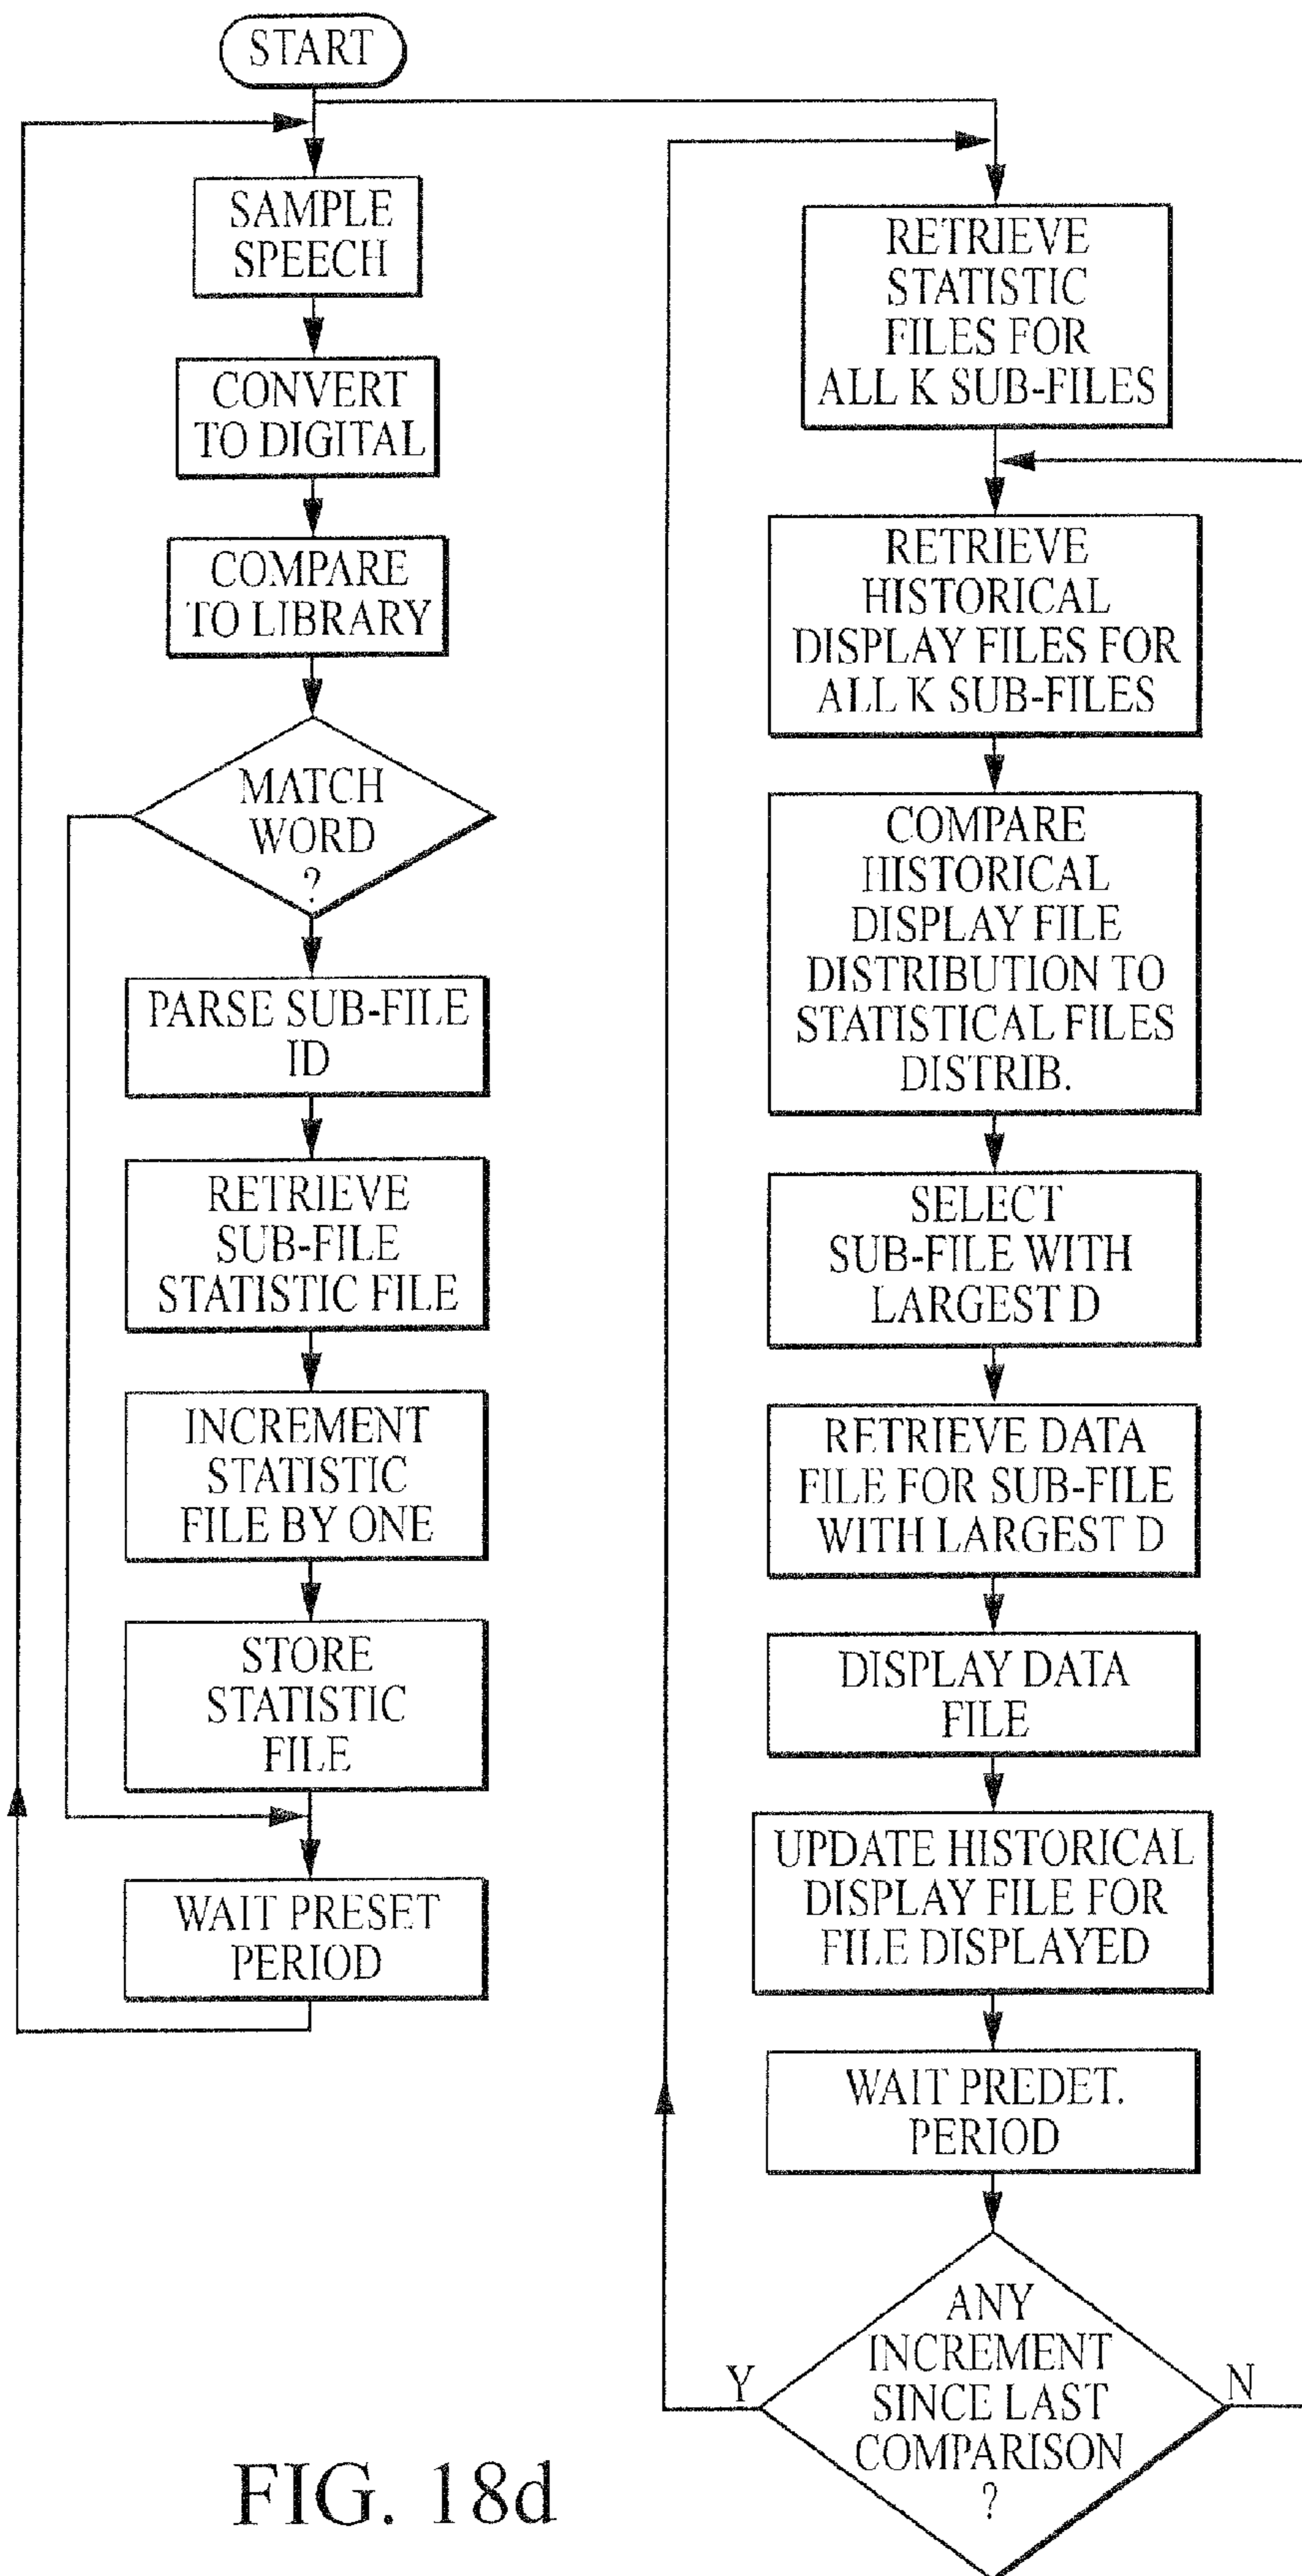 START
SAMPLE
SPEECH
CONVERT
TO DIGITAL
COMPARE
TO LIBRARY
MATCH
WORD
?
PARSE SUB-FILE
ID
RETRIEVE
SUB-FILE
STATISTIC FILE
INCREMENT
STATISTIC
FILE BY ONE
STORE
STATISTIC
FILE
WAIT PRESET
PERIOD
RETRIEVE
STATISTIC
FILES FOR
ALL K SUB-FILES
RETRIEVE
HISTORICAL
DISPLAY FILES FOR
ALL K SUB-FILES
COMPARE
HISTORICAL
DISPLAY FILE
DISTRIBUTION TO
STATISTICAL FILES
DISTRIB.
SELECT
SUB-FILE WITH
LARGEST D
RETRIEVE DATA
FILE FOR SUB-FILE
WITH LARGEST D
DISPLAY DATA
FILE
UPDATE HISTORICAL
DISPLAY FILE FOR
FILE DISPLAYED
WAIT PREDET.
PERIOD
ANY
INCREMENT
SINCE LAST
COMPARISON
?
Y
N
FIG. 18d